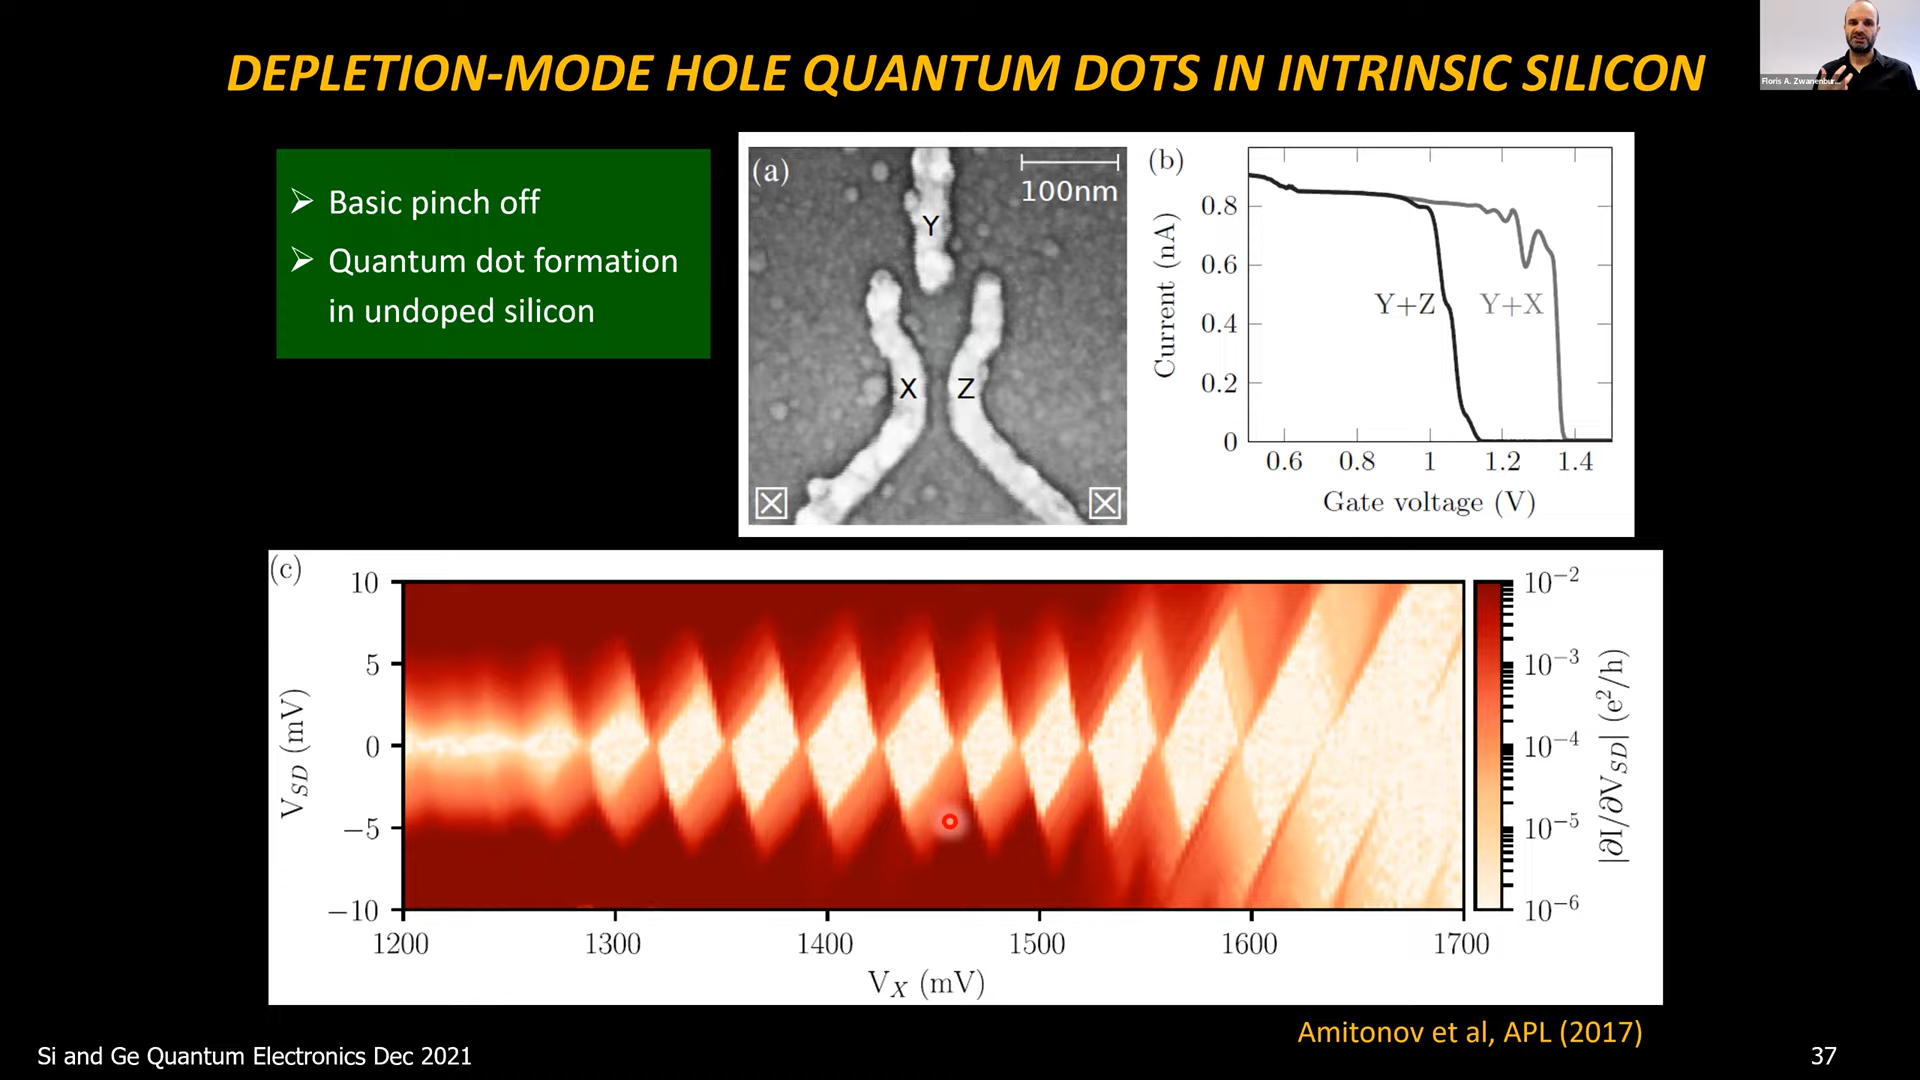 DEPLETION-MODE HOLE QUANTUM DOTS IN INTRINSIC SILICON
Floris A. Zwanenbur...
➢ Basic pinch off
➢ Quantum dot formation
in undoped silicon
(a)
100nm
Y
X Z
(b)
Current (nA)
0.8
0.6
0.4
0.2
0
Y+Z Y+X
0.6 0.8 1 1.2 1.4
Gate voltage (V)
(c)
V_SD (mV)
10
5
0
−5
−10
1200 1300 1400 1500 1600 1700
V_X (mV)
10⁻²
10⁻³
10⁻⁴
10⁻⁵
10⁻⁶
|∂I/∂V_SD| (e²/h)
Amitonov et al, APL (2017)
Si and Ge Quantum Electronics Dec 2021
37